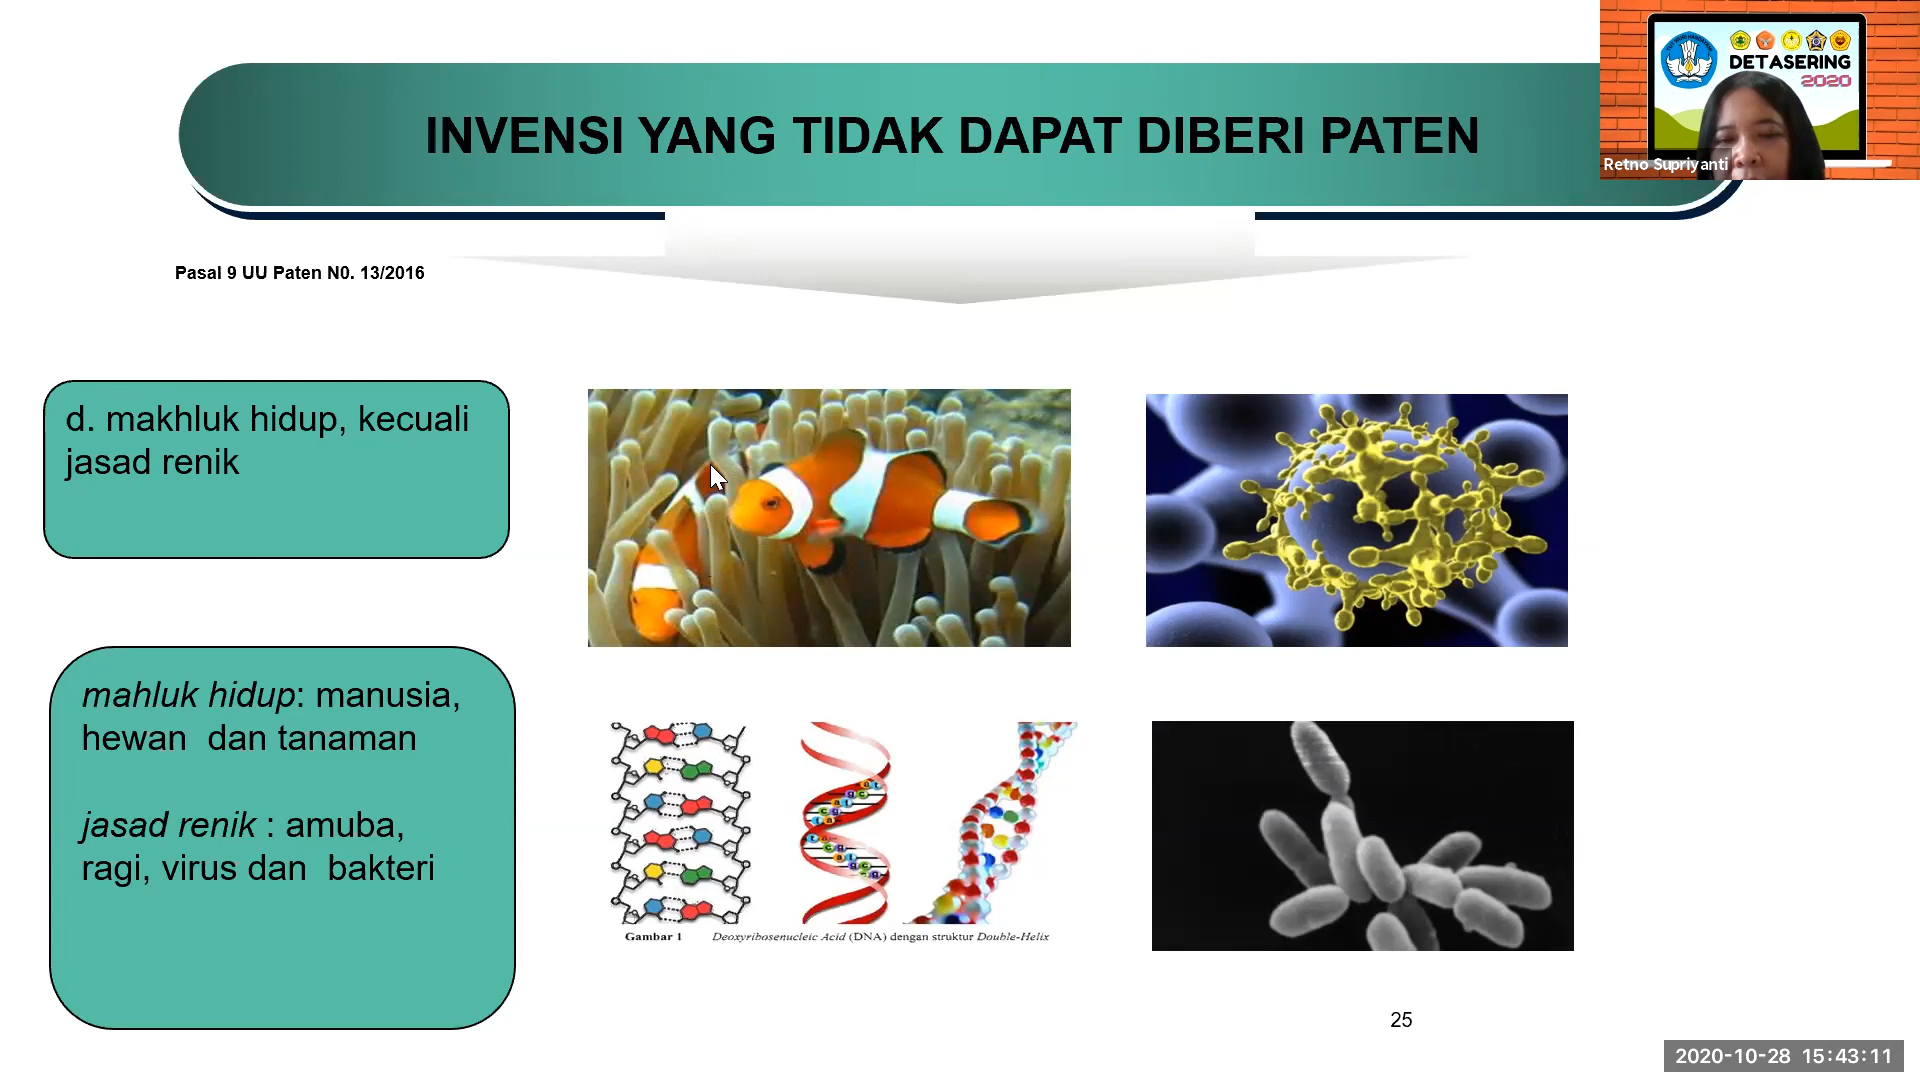 INVENSI YANG TIDAK DAPAT DIBERI PATEN
DETASERING
2020
Retno Supriyanti
Pasal 9 UU Paten N0. 13/2016
d. makhluk hidup, kecuali
jasad renik
mahluk hidup: manusia,
hewan dan tanaman
jasad renik : amuba,
ragi, virus dan bakteri
Gambar 1 Deoxyribosenucleic Acid (DNA) dengan struktur Double-Helix
25
2020-10-28 15:43:11